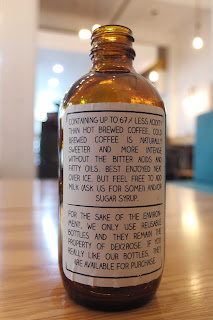 CONTAINING UP TO 67% LESS ACIDITY
THAN HOT BREWED COFFEE, COLD
BREWED COFFEE IS NATURALLY
SWEETER AND MORE INTENSE
WITHOUT THE BITTER ACIDS AND
FATTY OILS. BEST ENJOYED NEAT
OVER ICE, BUT FEEL FREE TO ADD
MILK (ASK US FOR SOME!) AND/OR
SUGAR SYRUP.
FOR THE SAKE OF THE ENVIRON-
MENT, WE ONLY USE REUSABLE
BOTTLES AND THEY REMAIN THE
PROPERTY OF DEX2ROSE. IF YOU
REALLY LIKE OUR BOTTLES, THEY
ARE AVAILABLE FOR PURCHASE.